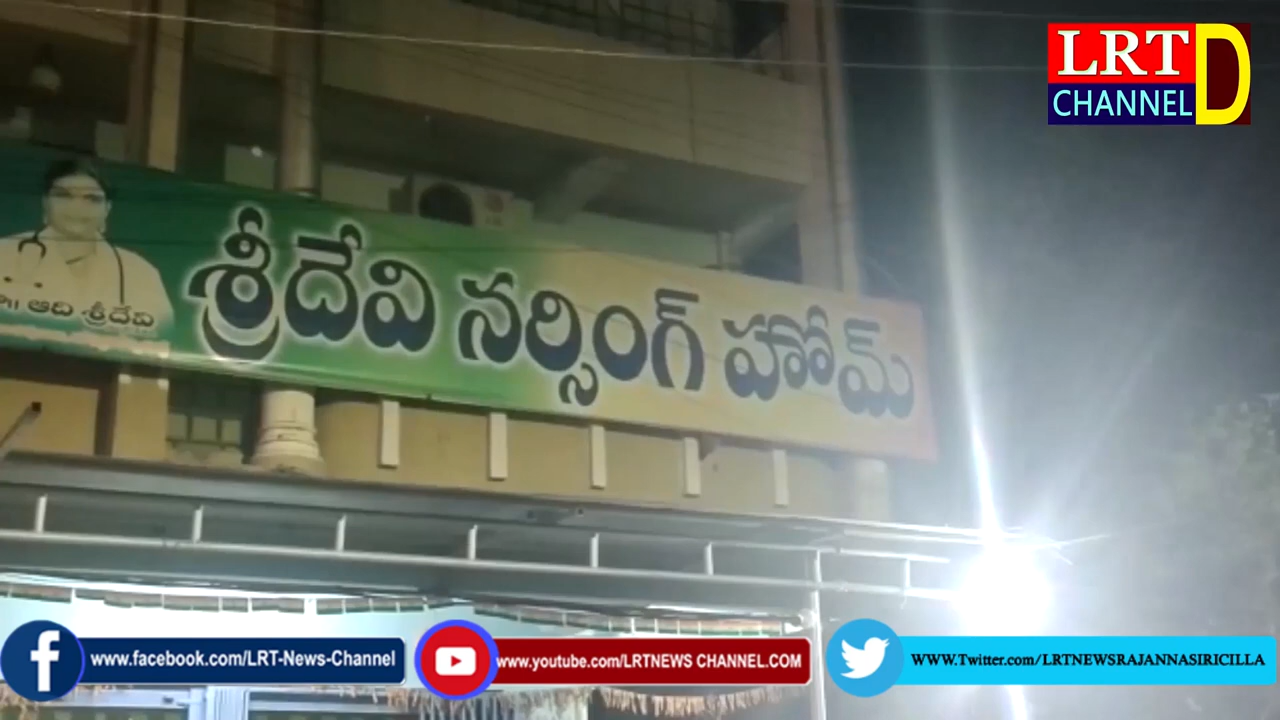 LRT D
CHANNEL
శ్రీదేవి నర్సింగ్ హోమ్
ఆది శ్రీదేవి
www.facebook.com/LRT-News-Channel
www.youtube.com/LRTNEWS CHANNEL.COM
WWW.Twitter.com/LRTNEWSRAJANNASIRICILLA